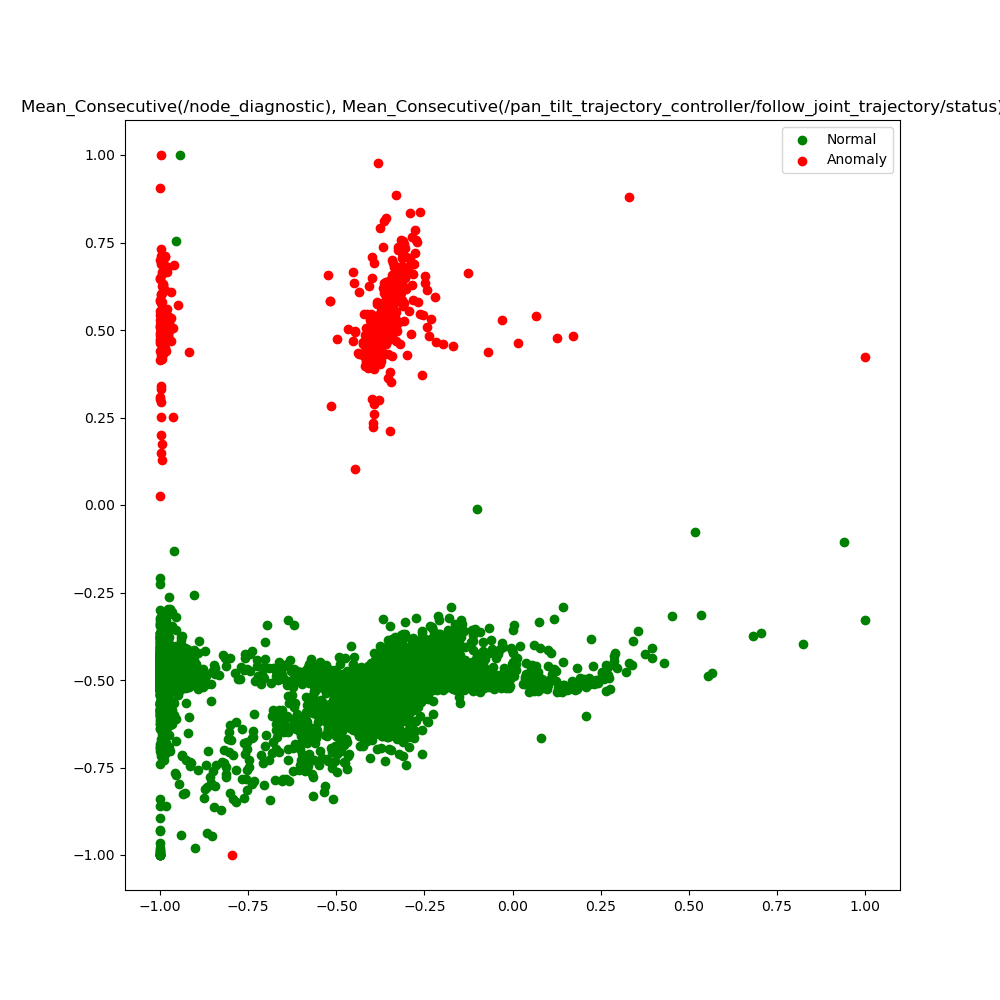 Mean_Consecutive(/node_diagnostic), Mean_Consecutive(/pan_tilt_trajectory_controller/follow_joint_trajectory/status)
Normal
Anomaly
1.00
0.75
0.50
0.25
0.00
−0.25
−0.50
−0.75
−1.00
−1.00 −0.75 −0.50 −0.25 0.00 0.25 0.50 0.75 1.00